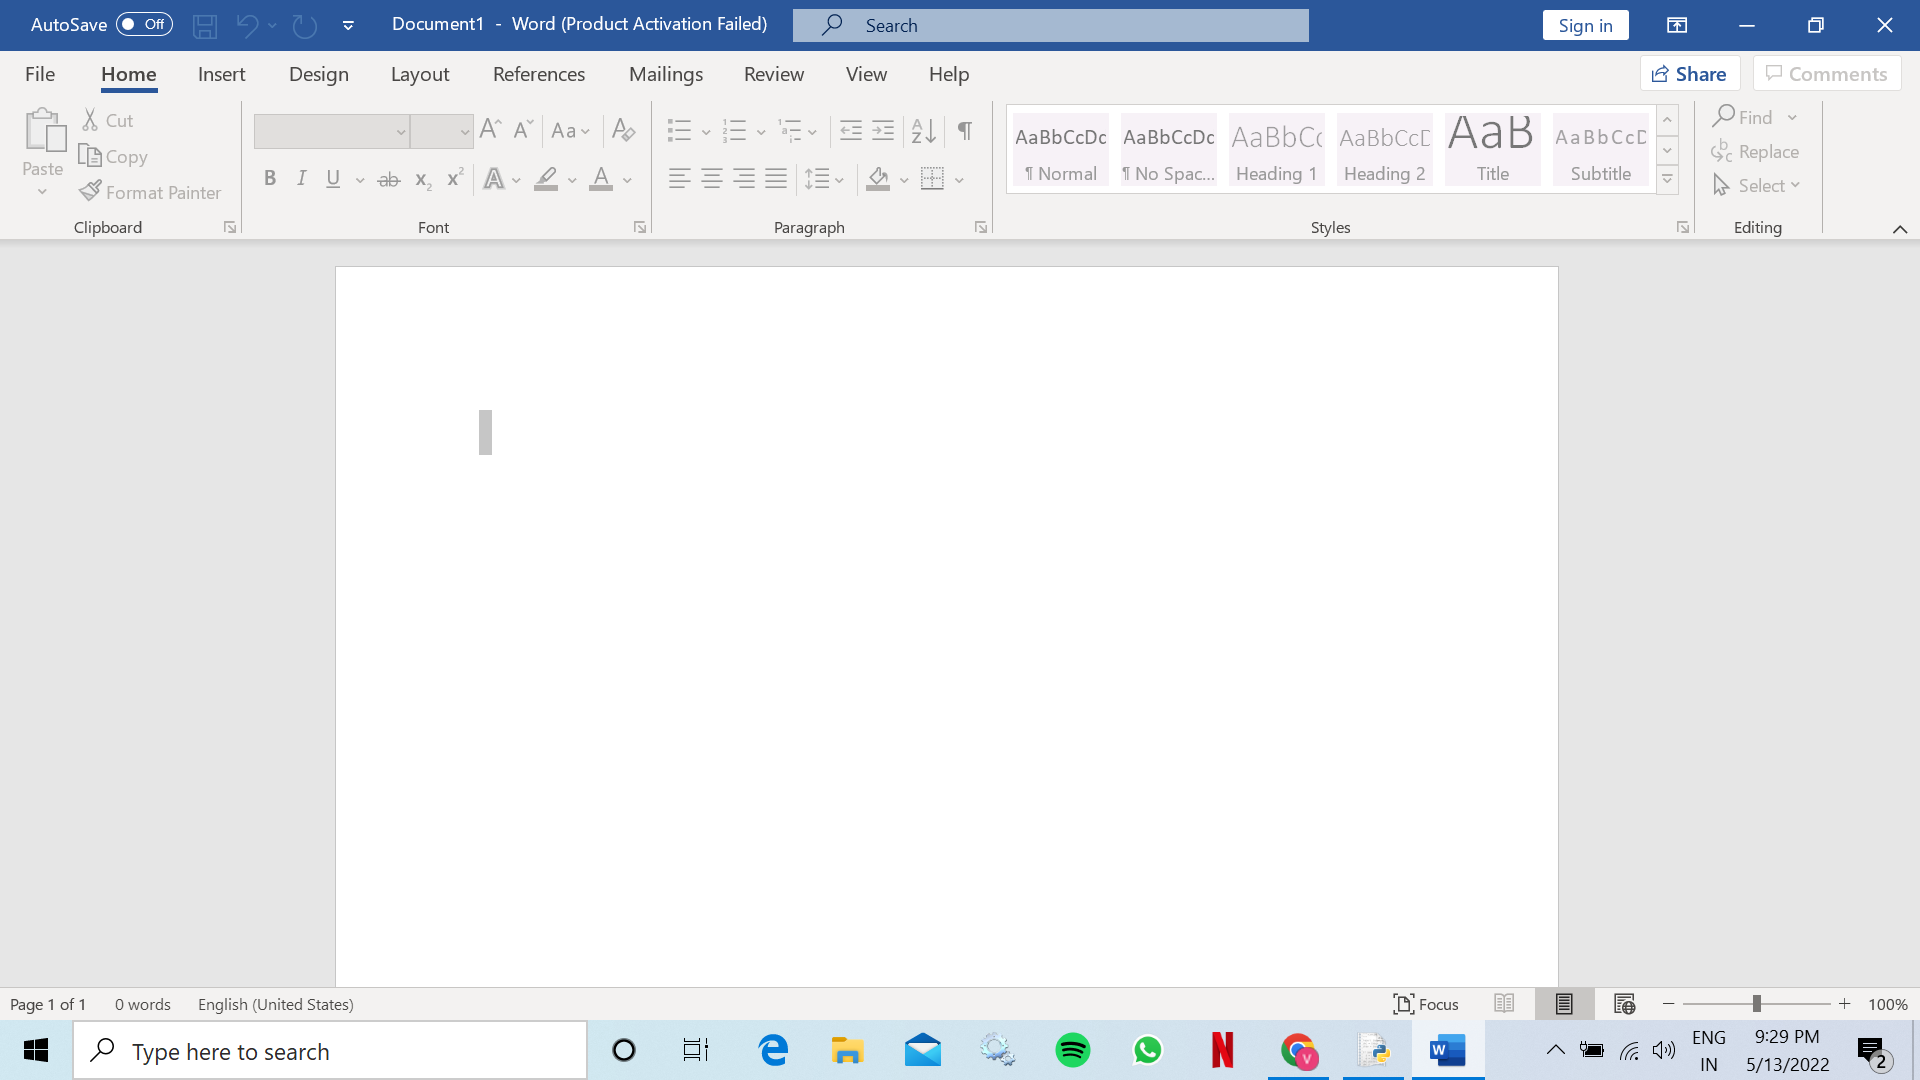 AutoSave Off Document1 - Word (Product Activation Failed) Search Sign in
File Home Insert Design Layout References Mailings Review View Help Share Comments
Paste
Cut
Copy
Format Painter
Clipboard
Aa
B I U ab x₂ x² A A
Font
Paragraph
AaBbCcDc AaBbCcDc AaBbCc AaBbCcD AaB AaBbCcD
¶ Normal ¶ No Spac... Heading 1 Heading 2 Title Subtitle
Styles
Find
Replace
Select
Editing
Page 1 of 1 0 words English (United States) Focus 100%
Type here to search
ENG
IN
9:29 PM
5/13/2022
2